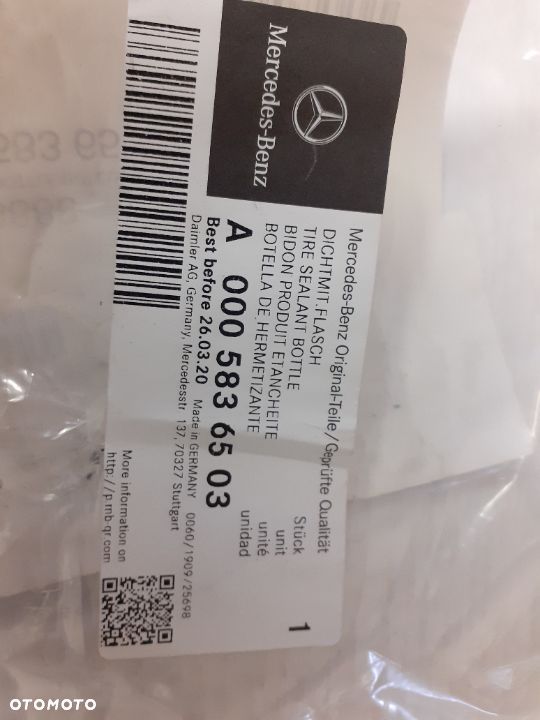 Mercedes-Benz
Mercedes-Benz Original-Teile/Geprüfte Qualität
DICHTMIT.FLASCH
TIRE SEALANT BOTTLE
BIDON PRODUIT ETANCHEITE
BOTELLA DE HERMETIZANTE
Stück
unit
unité
unidad
1
A 000 583 65 03
Best before 26.03.20 Made in GERMANY 0060/1909/25698
Daimler AG, Germany, Mercedesstr 137, 70327 Stuttgart
More information on
http://p.mb-qr.com
583 65
OTOMOTO